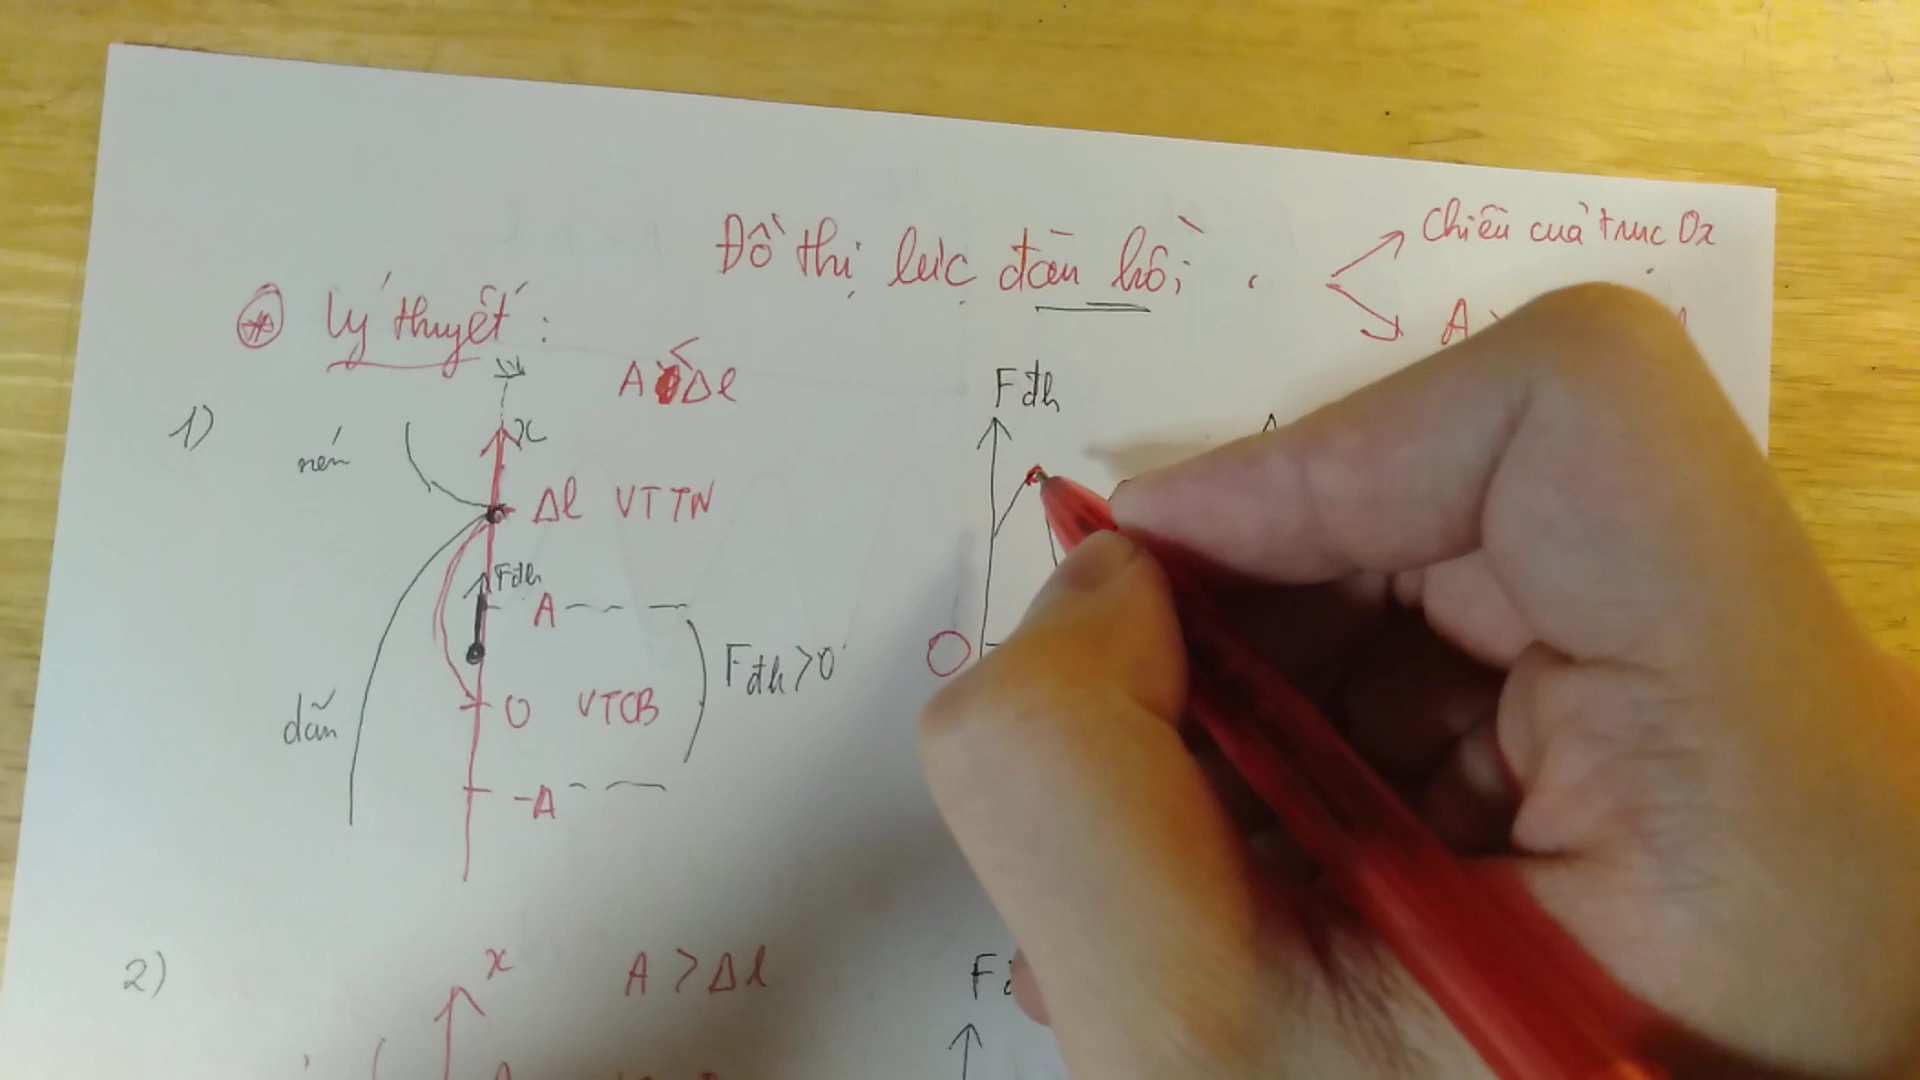 Đồ thị lực đàn hồi
Chiều của trục Ox
A >
* Lý thuyết :
1)
A < Δl
x
nén
Δl VTTN
Fđh
A
Fđh > 0
dãn
O VTCB
-A
Fđh
O
2)
x
A > Δl
F